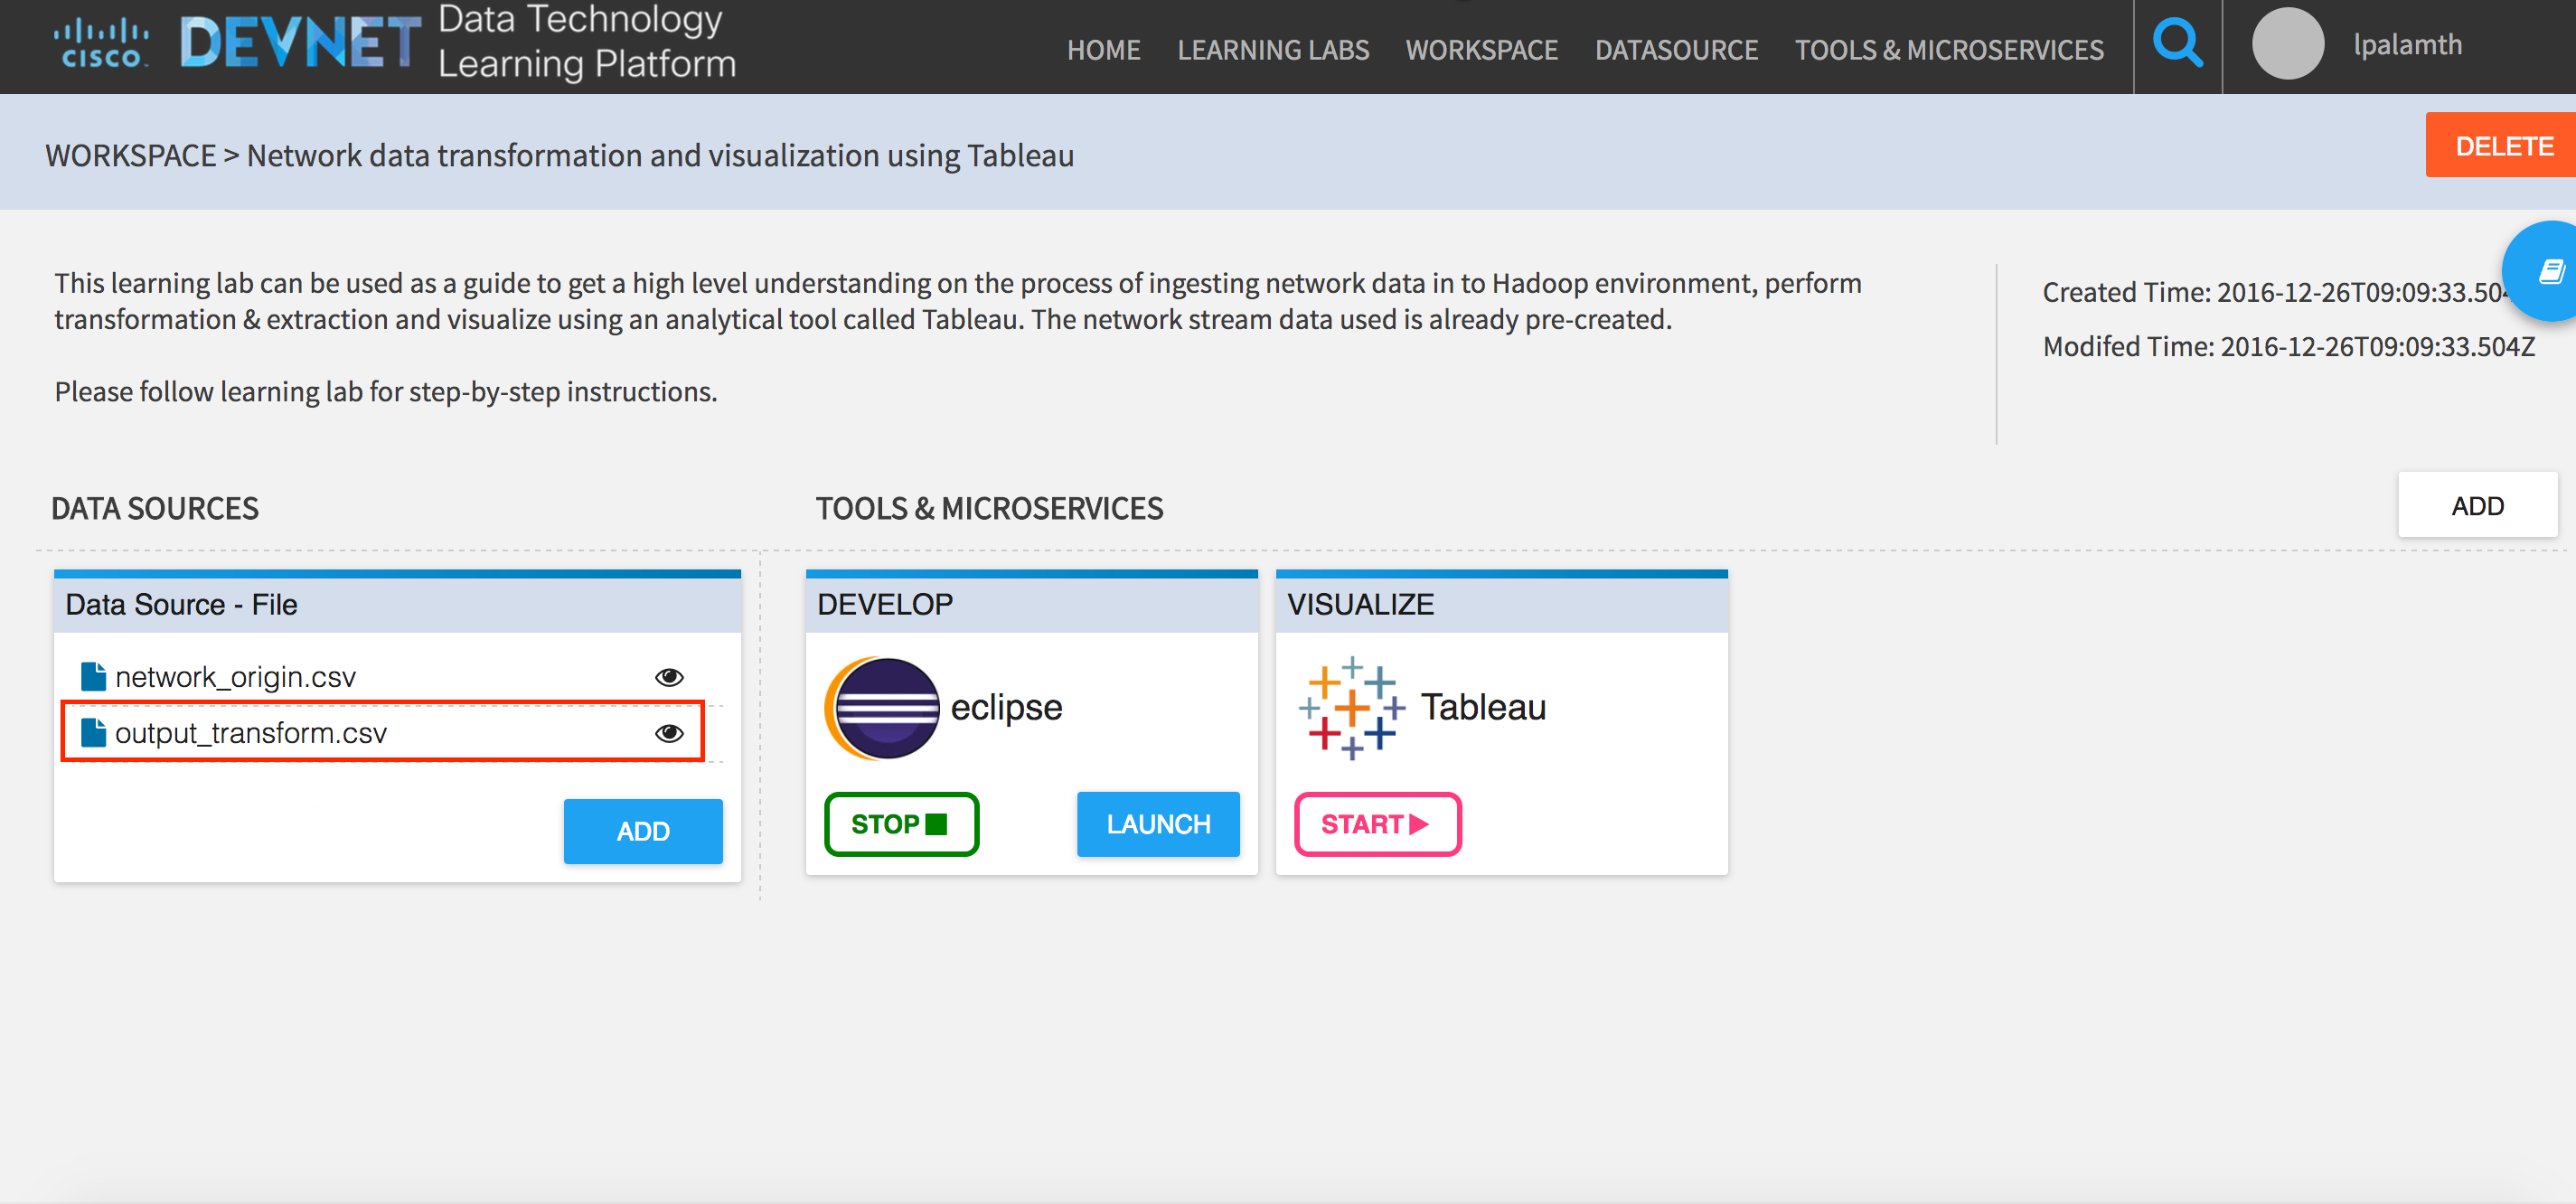 CISCO DEVNET Data Technology
Learning Platform
HOME LEARNING LABS WORKSPACE DATASOURCE TOOLS & MICROSERVICES lpalamth
WORKSPACE > Network data transformation and visualization using Tableau
DELETE
This learning lab can be used as a guide to get a high level understanding on the process of ingesting network data in to Hadoop environment, perform
transformation & extraction and visualize using an analytical tool called Tableau. The network stream data used is already pre-created.
Please follow learning lab for step-by-step instructions.
Created Time: 2016-12-26T09:09:33.504
Modifed Time: 2016-12-26T09:09:33.504Z
DATA SOURCES
TOOLS & MICROSERVICES
ADD
Data Source - File
network_origin.csv
output_transform.csv
ADD
DEVELOP
eclipse
STOP
LAUNCH
VISUALIZE
Tableau
START